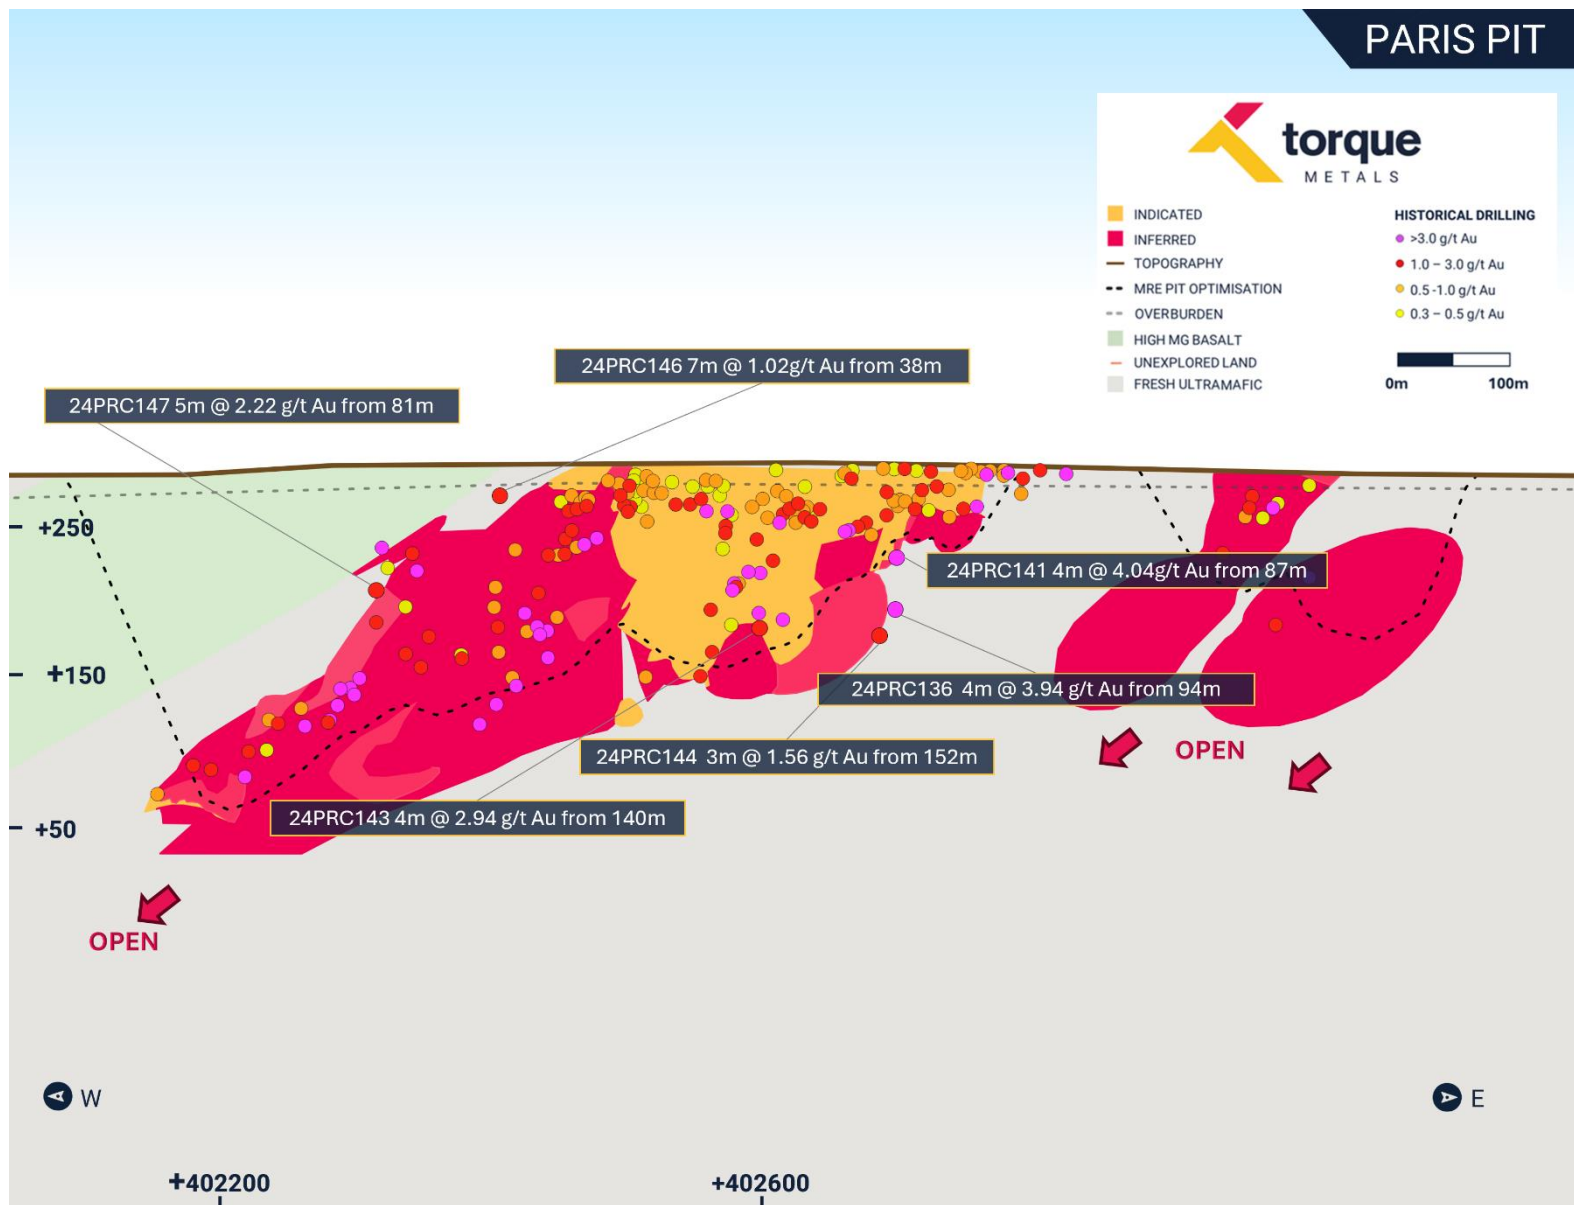 PARIS PIT
torque
METALS
INDICATED
INFERRED
TOPOGRAPHY
MRE PIT OPTIMISATION
OVERBURDEN
HIGH MG BASALT
UNEXPLORED LAND
FRESH ULTRAMAFIC
HISTORICAL DRILLING
>3.0 g/t Au
1.0 – 3.0 g/t Au
0.5 -1.0 g/t Au
0.3 – 0.5 g/t Au
0m 100m
24PRC146 7m @ 1.02g/t Au from 38m
24PRC147 5m @ 2.22 g/t Au from 81m
+250
24PRC141 4m @ 4.04g/t Au from 87m
+150
24PRC136 4m @ 3.94 g/t Au from 94m
24PRC144 3m @ 1.56 g/t Au from 152m
OPEN
24PRC143 4m @ 2.94 g/t Au from 140m
+50
OPEN
W
E
+402200
+402600